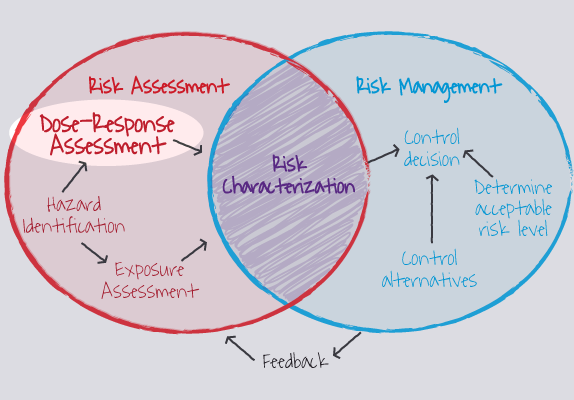 Risk Assessment
Risk Management
Dose-Response
Assessment
Control
decision
Risk
Characterization
Hazard
Identification
Determine
acceptable
risk level
Exposure
Assessment
Control
alternatives
Feedback